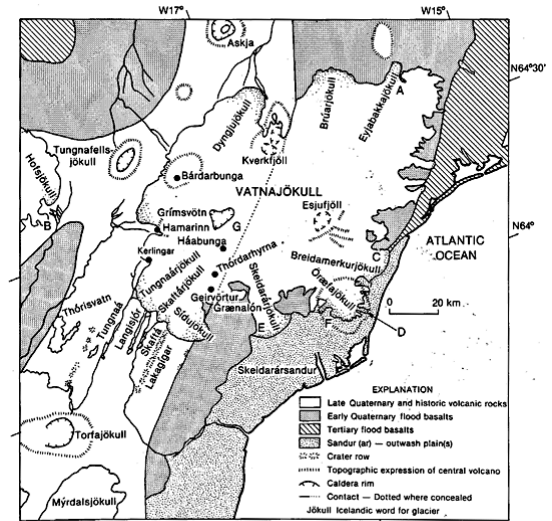 W17° W15°
Askja
N64°30'
A
Eylabakkajökull
Brúarjökull
Dyngjujökull
Kverkfjöll
Tungnafells-
jökull
Hofsjökull
Bárdarbunga
VATNAJÖKULL
Grímsvötn
G
Esjufjöll
N64°
B
Hamarinn
Háabunga
Kerlingar
Thórdarhyrna
C
ATLANTIC
OCEAN
Breidamerkurjökull
Tungnaárjökull
Skaftárjökull
Skeidarárjökull
Öræfajökull
Geirvörtur
Grænalón
Sídujökull
Thórisvatn
Tungnaá
Langisjór
Skaftá
Lakagígar
E
F
D
0 20 km
Skeidarársandur
Torfajökull
Mýrdalsjökull
EXPLANATION
Late Quaternary and historic volcanic rocks
Early Quaternary flood basalts
Tertiary flood basalts
Sandur (ar) — outwash plain(s)
Crater row
Topographic expression of central volcano
Caldera rim
Contact — Dotted where concealed
Jökull Icelandic word for glacier